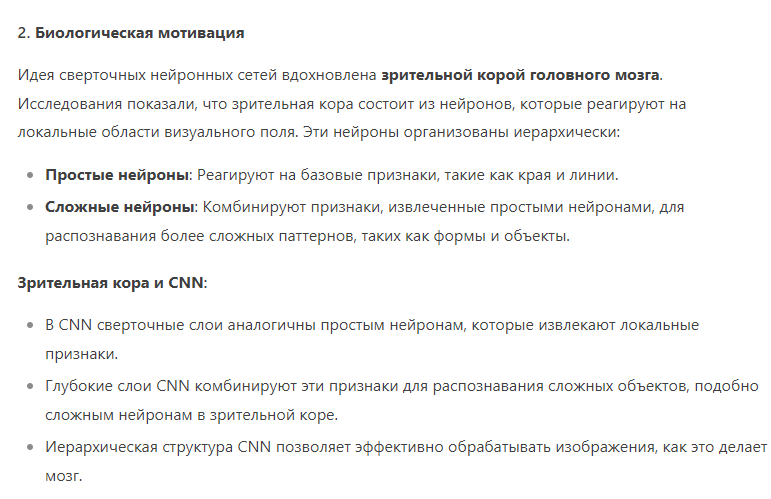 2. Биологическая мотивация
Идея сверточных нейронных сетей вдохновлена зрительной корой головного мозга.
Исследования показали, что зрительная кора состоит из нейронов, которые реагируют на
локальные области визуального поля. Эти нейроны организованы иерархически:
• Простые нейроны: Реагируют на базовые признаки, такие как края и линии.
• Сложные нейроны: Комбинируют признаки, извлеченные простыми нейронами, для
распознавания более сложных паттернов, таких как формы и объекты.
Зрительная кора и CNN:
• В CNN сверточные слои аналогичны простым нейронам, которые извлекают локальные
признаки.
• Глубокие слои CNN комбинируют эти признаки для распознавания сложных объектов, подобно
сложным нейронам в зрительной коре.
• Иерархическая структура CNN позволяет эффективно обрабатывать изображения, как это делает
мозг.